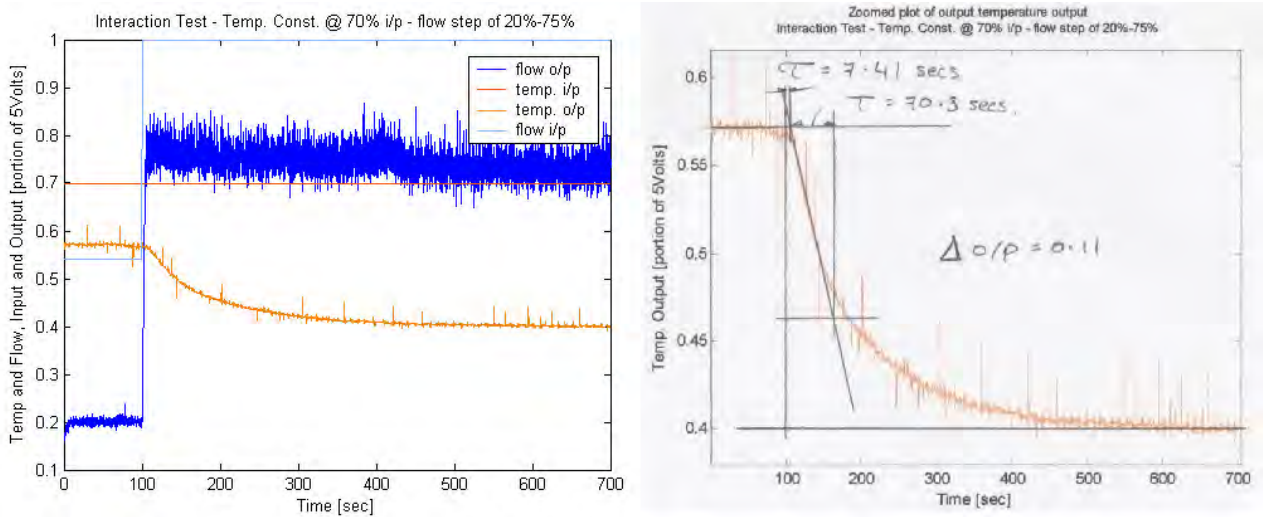 Interaction Test - Temp. Const. @ 70% i/p - flow step of 20%-75%
Temp and Flow, Input and Output [portion of 5Volts]
1
0.9
0.8
0.7
0.6
0.5
0.4
0.3
0.2
0.1
flow o/p
temp. i/p
temp. o/p
flow i/p
0 100 200 300 400 500 600 700
Time [sec]
Zoomed plot of output temperature output
Interaction Test - Temp. Const. @ 70% i/p - flow step of 20%-75%
Temp. Output [portion of 5Volts]
0.6
0.55
0.5
0.45
0.4
τ = 7.41 secs
T = 70.3 secs.
Δ o/p = 0.11
100 200 300 400 500 600 700
Time [sec]